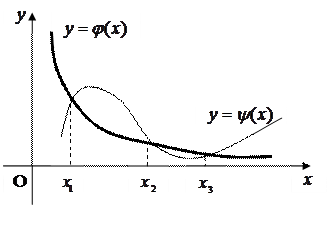 y
y = φ(x)
y = ψ(x)
O x₁ x₂ x₃ x